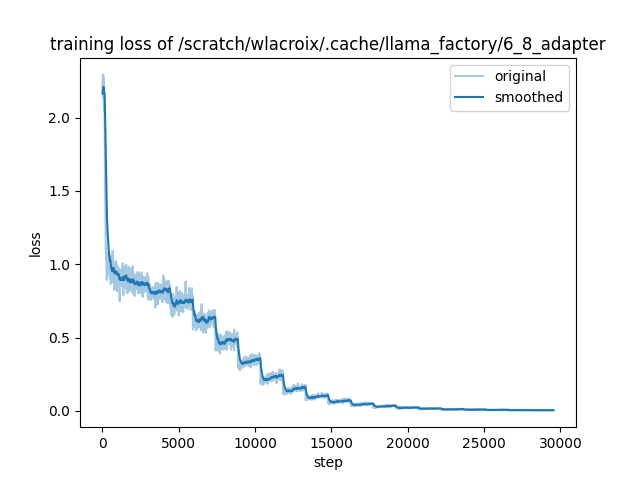 training loss of /scratch/wlacroix/.cache/llama_factory/6_8_adapter
original
smoothed
2.0
1.5
1.0
0.5
0.0
loss
0 5000 10000 15000 20000 25000 30000
step